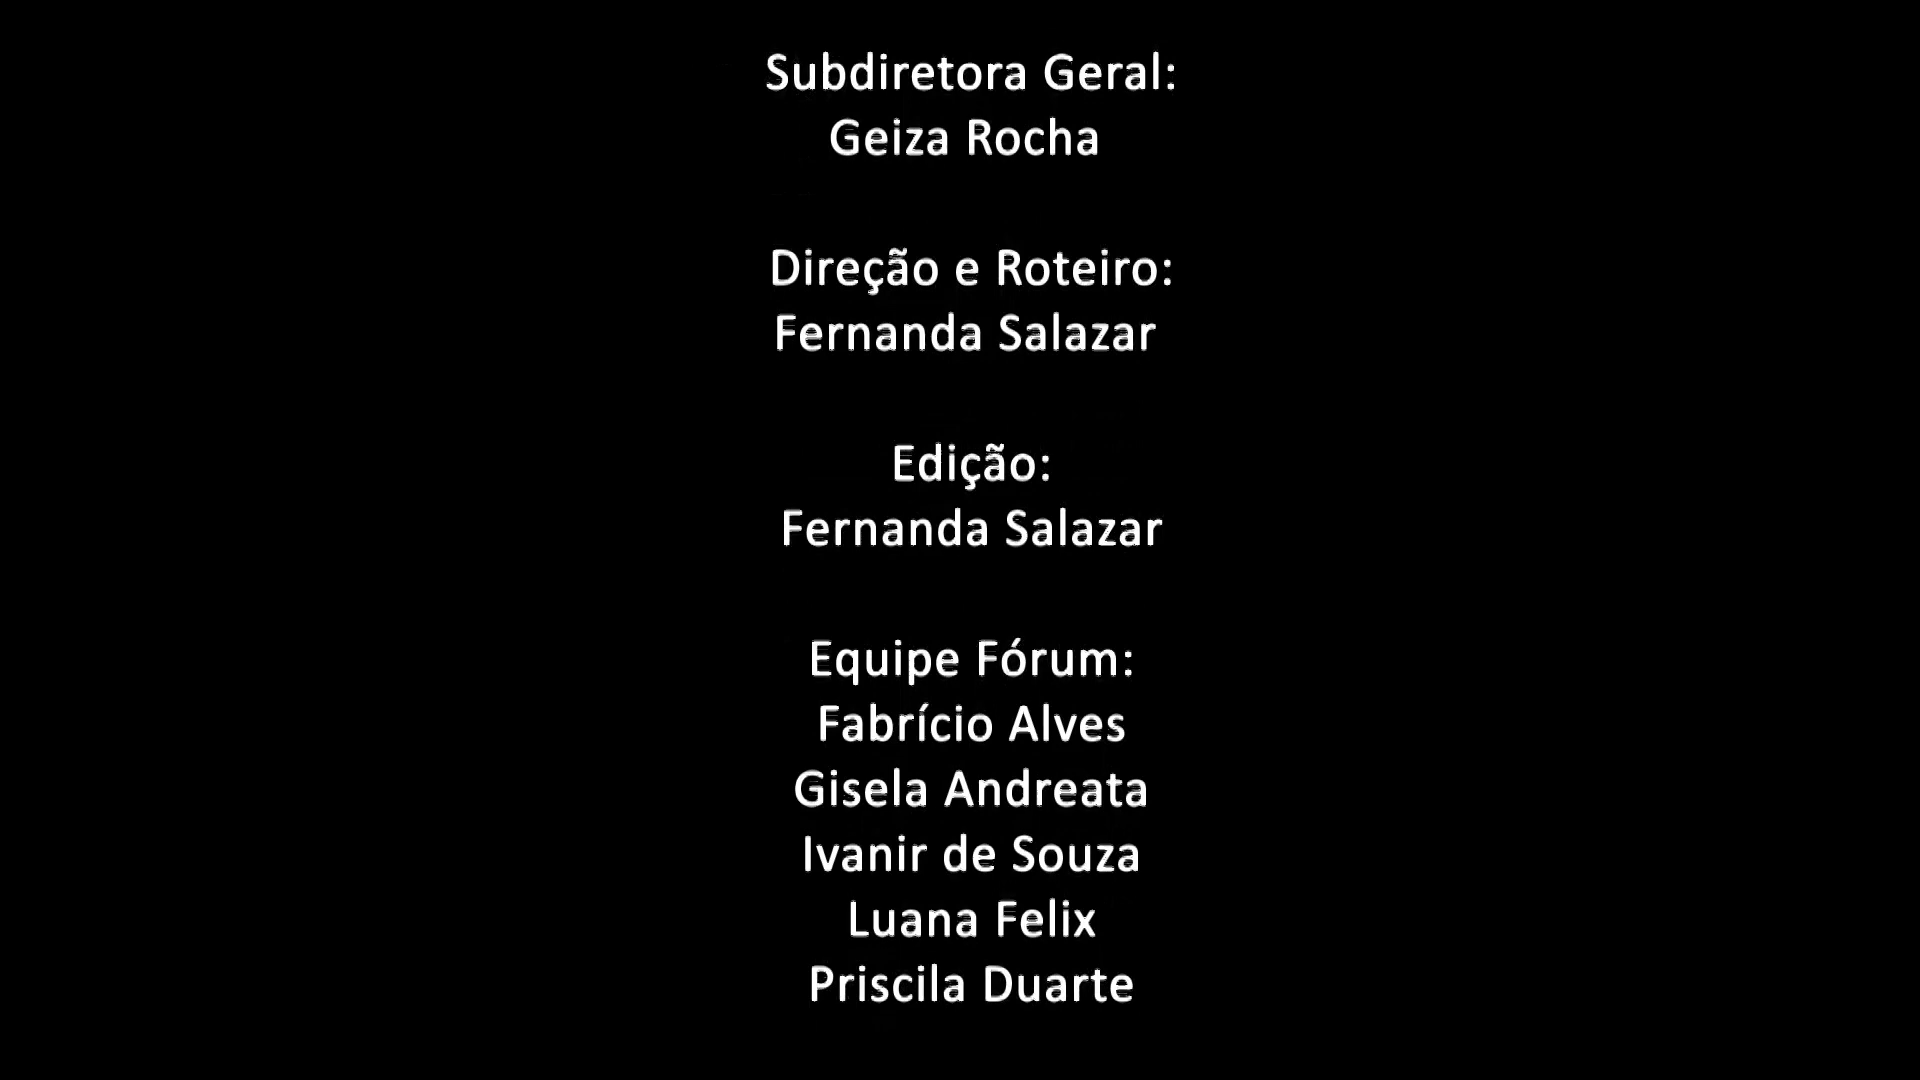 Subdiretora Geral:
Geiza Rocha
Direção e Roteiro:
Fernanda Salazar
Edição:
Fernanda Salazar
Equipe Fórum:
Fabrício Alves
Gisela Andreata
Ivanir de Souza
Luana Felix
Priscila Duarte